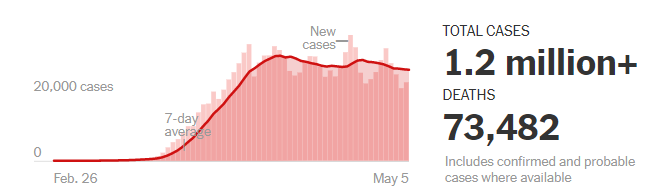 New
cases
20,000 cases
7-day
average
0
Feb. 26
May 5
TOTAL CASES
1.2 million+
DEATHS
73,482
Includes confirmed and probable
cases where available